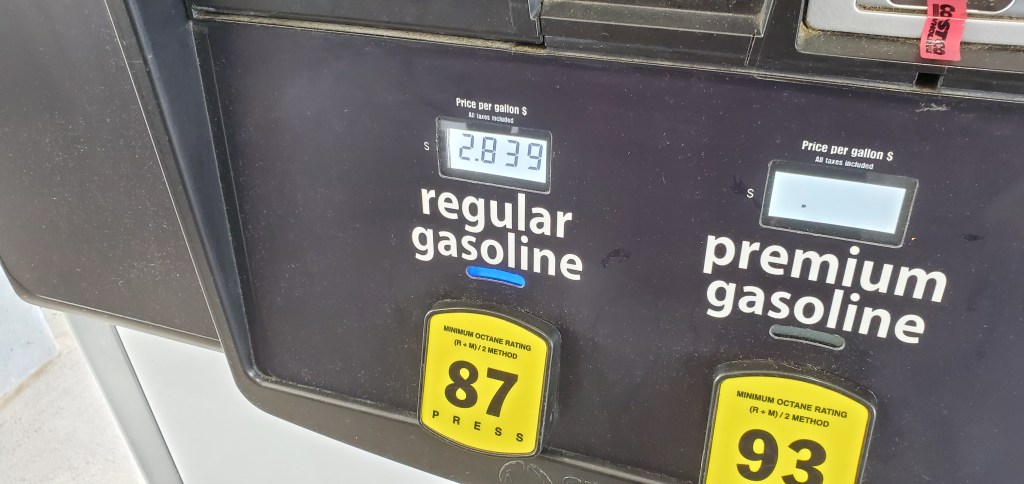 Price per gallon $
All taxes included
$ 2.839
regular
gasoline
MINIMUM OCTANE RATING
(R + M) / 2 METHOD
87
PRESS
Price per gallon $
All taxes included
$ .
premium
gasoline
MINIMUM OCTANE RATING
(R + M) / 2 METHOD
93